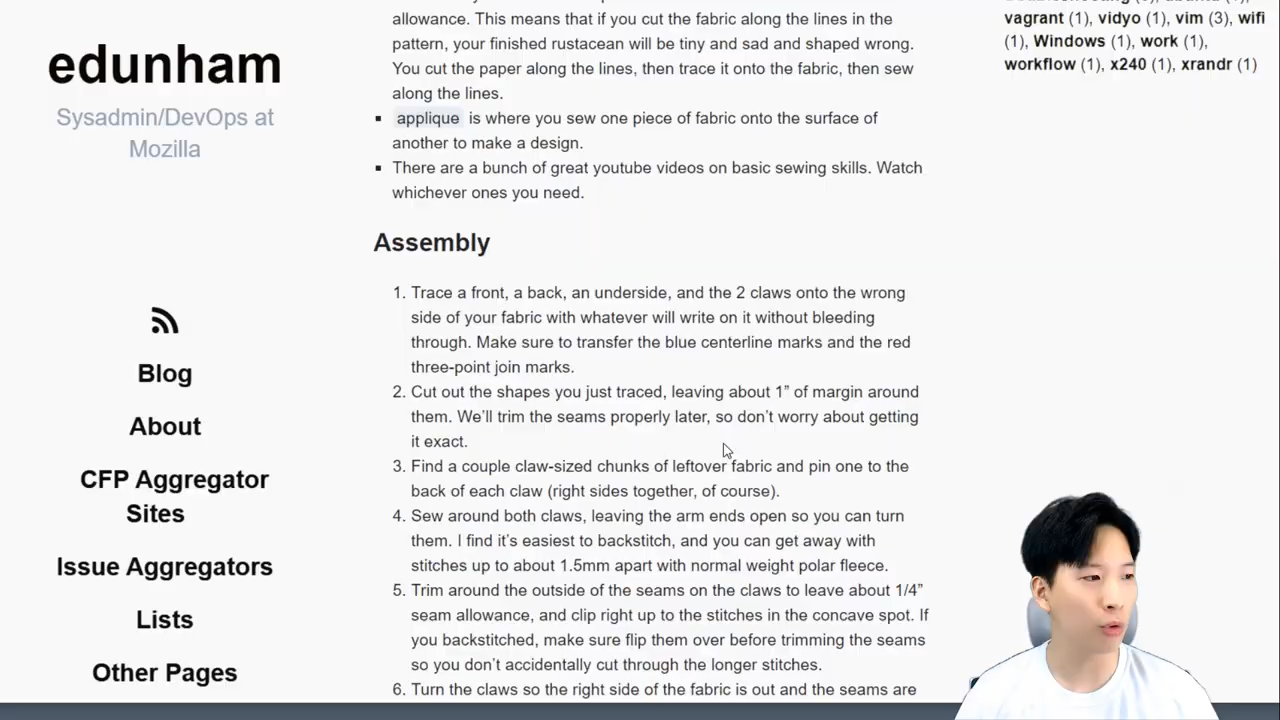 edunham
Sysadmin/DevOps at
Mozilla
Blog
About
CFP Aggregator
Sites
Issue Aggregators
Lists
Other Pages
allowance. This means that if you cut the fabric along the lines in the
pattern, your finished rustacean will be tiny and sad and shaped wrong.
You cut the paper along the lines, then trace it onto the fabric, then sew
along the lines.
applique is where you sew one piece of fabric onto the surface of
another to make a design.
There are a bunch of great youtube videos on basic sewing skills. Watch
whichever ones you need.
Assembly
1. Trace a front, a back, an underside, and the 2 claws onto the wrong
side of your fabric with whatever will write on it without bleeding
through. Make sure to transfer the blue centerline marks and the red
three-point join marks.
2. Cut out the shapes you just traced, leaving about 1” of margin around
them. We’ll trim the seams properly later, so don’t worry about getting
it exact.
3. Find a couple claw-sized chunks of leftover fabric and pin one to the
back of each claw (right sides together, of course).
4. Sew around both claws, leaving the arm ends open so you can turn
them. I find it’s easiest to backstitch, and you can get away with
stitches up to about 1.5mm apart with normal weight polar fleece.
5. Trim around the outside of the seams on the claws to leave about 1/4”
seam allowance, and clip right up to the stitches in the concave spot. If
you backstitched, make sure flip them over before trimming the seams
so you don’t accidentally cut through the longer stitches.
6. Turn the claws so the right side of the fabric is out and the seams are
vagrant (1), vidyo (1), vim (3), wifi
(1), Windows (1), work (1),
workflow (1), x240 (1), xrandr (1)